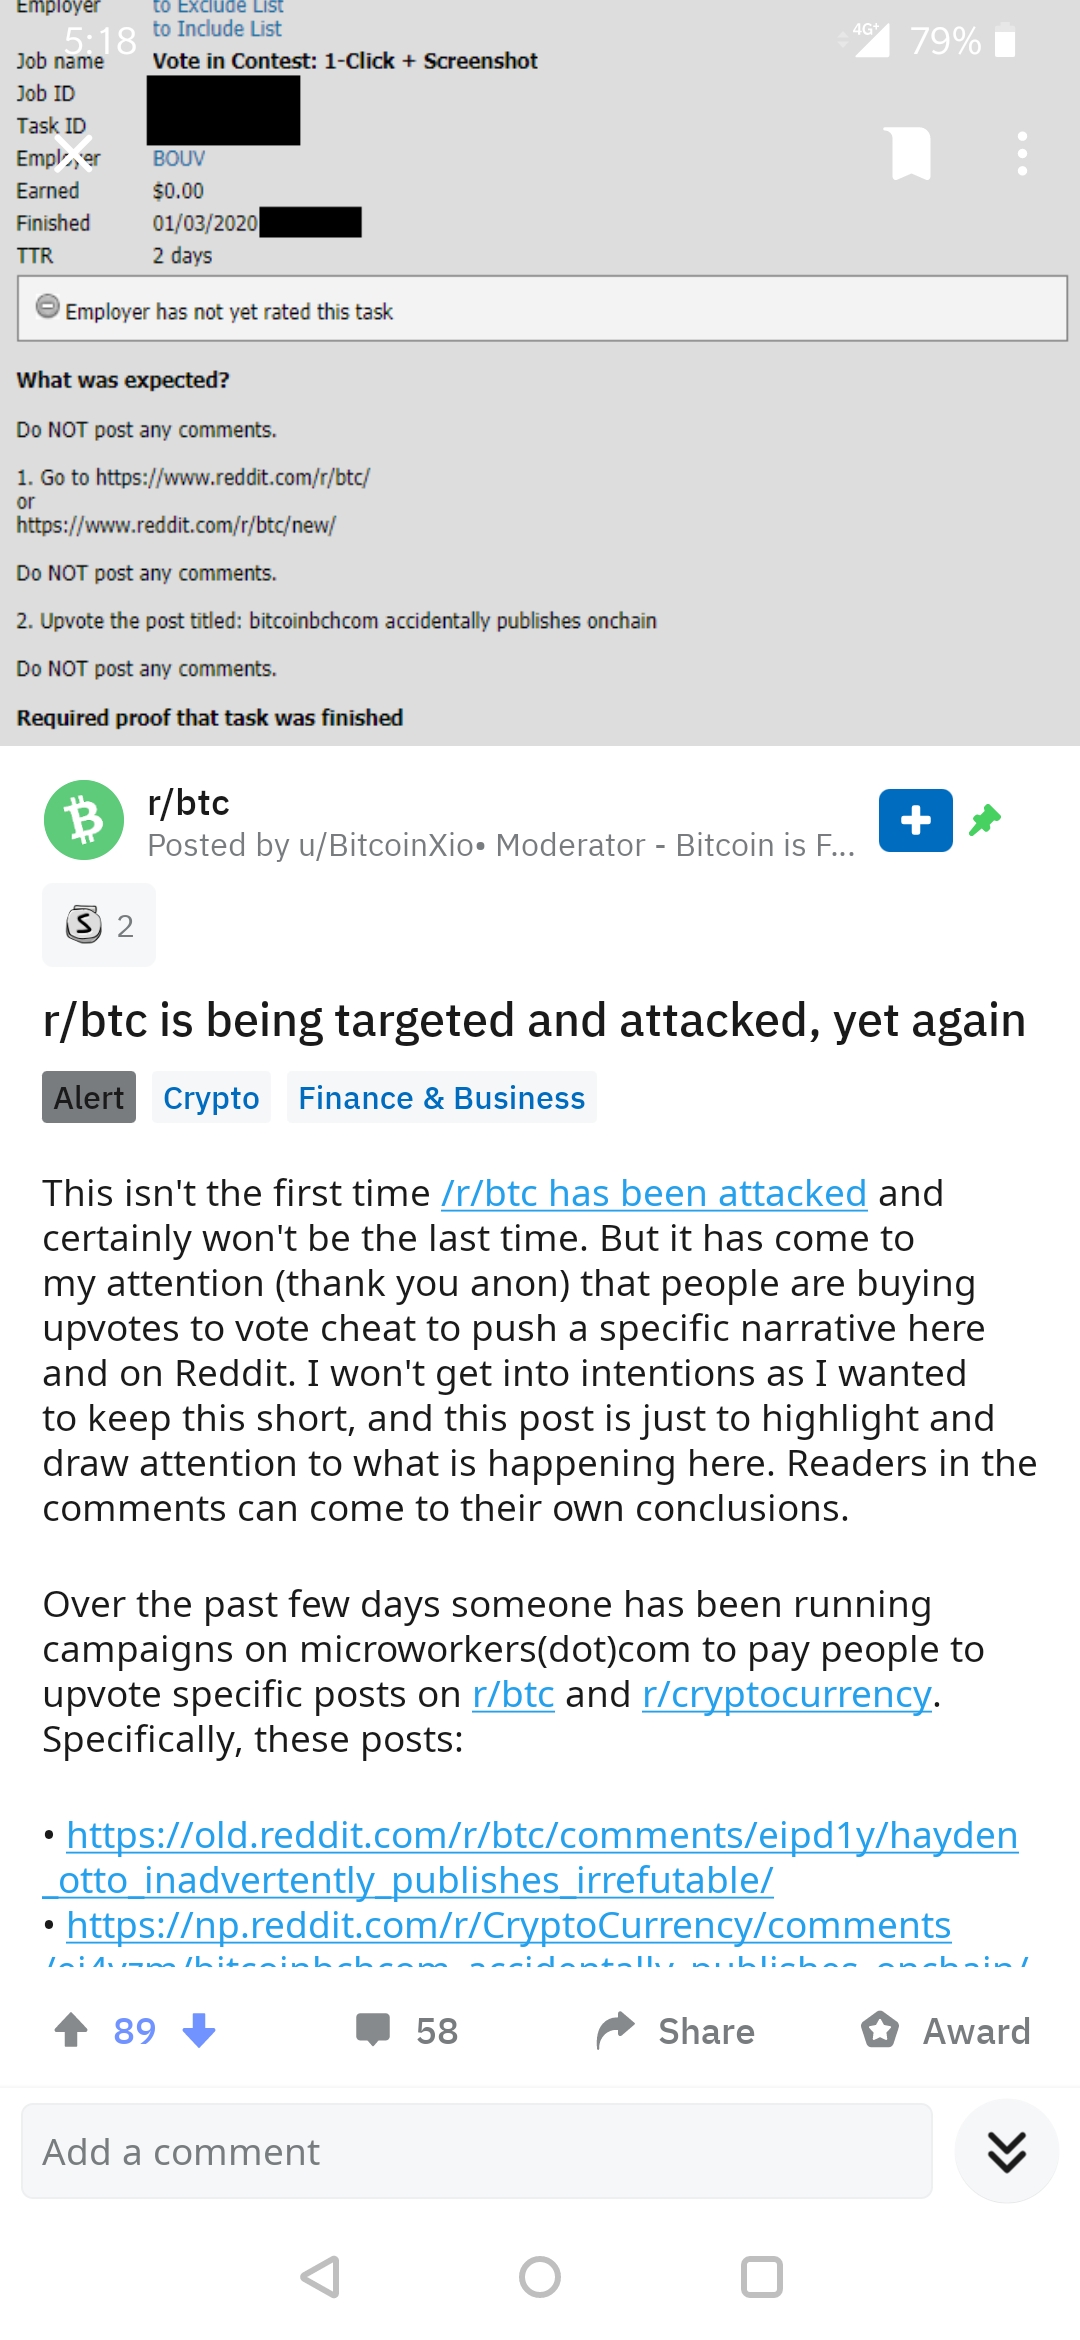 Employer to Exclude List
to Include List
5:18 4G+ 79%
Job name Vote in Contest: 1-Click + Screenshot
Job ID
Task ID
Employer BOUV
Earned $0.00
Finished 01/03/2020
TTR 2 days
Employer has not yet rated this task
What was expected?
Do NOT post any comments.
1. Go to https://www.reddit.com/r/btc/
or
https://www.reddit.com/r/btc/new/
Do NOT post any comments.
2. Upvote the post titled: bitcoinbchcom accidentally publishes onchain
Do NOT post any comments.
Required proof that task was finished
r/btc
Posted by u/BitcoinXio• Moderator - Bitcoin is F...
S 2
r/btc is being targeted and attacked, yet again
Alert Crypto Finance & Business
This isn't the first time /r/btc has been attacked and
certainly won't be the last time. But it has come to
my attention (thank you anon) that people are buying
upvotes to vote cheat to push a specific narrative here
and on Reddit. I won't get into intentions as I wanted
to keep this short, and this post is just to highlight and
draw attention to what is happening here. Readers in the
comments can come to their own conclusions.
Over the past few days someone has been running
campaigns on microworkers(dot)com to pay people to
upvote specific posts on r/btc and r/cryptocurrency.
Specifically, these posts:
• https://old.reddit.com/r/btc/comments/eipd1y/hayden
_otto_inadvertently_publishes_irrefutable/
• https://np.reddit.com/r/CryptoCurrency/comments
/ei4yzm/bitcoinbchcom_accidentally_publishes_onchain/
89 58 Share Award
Add a comment